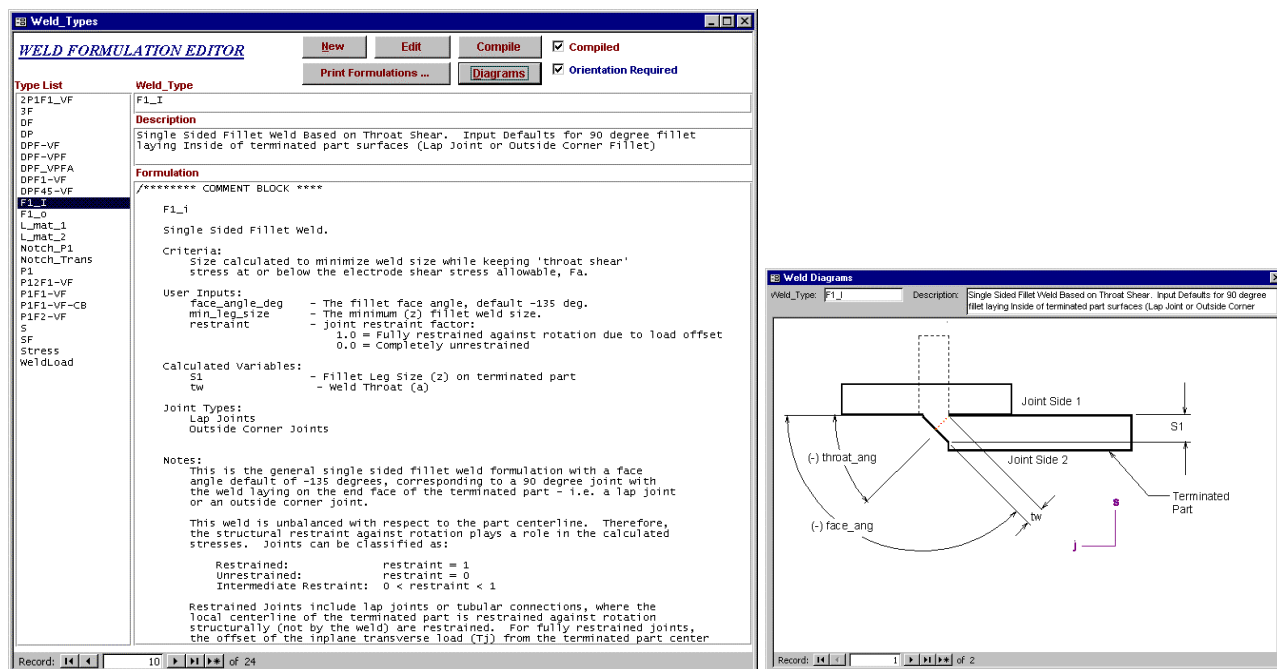 Weld_Types
WELD FORMULATION EDITOR
New
Edit
Compile
Compiled
Print Formulations ...
Diagrams
Orientation Required
Type List
2P1F1_VF
3F
DF
DP
DPF-VF
DPF-VPF
DPF_VPFA
DPF1-VF
DPF45-VF
F1_I
F1_o
L_mat_1
L_mat_2
Notch_P1
Notch_Trans
P1
P12F1-VF
P1F1-VF
P1F1-VF-CB
P1F2-VF
S
SF
Stress
WeldLoad
Weld_Type
F1_I
Description
Single Sided Fillet Weld Based on Throat Shear.  Input Defaults for 90 degree fillet
laying Inside of terminated part surfaces (Lap Joint or Outside Corner Fillet)
Formulation
/******** COMMENT BLOCK ****
F1_i
Single Sided Fillet Weld.
Criteria:
Size calculated to minimize weld size while keeping 'throat shear'
stress at or below the electrode shear stress allowable, Fa.
User Inputs:
face_angle_deg - The fillet face angle, default -135 deg.
min_leg_size - The minimum (z) fillet weld size.
restraint - joint restraint factor:
1.0 = Fully restrained against rotation due to load offset
0.0 = Completely unrestrained
Calculated Variables:
S1 - Fillet Leg Size (z) on terminated part
tw - Weld Throat (a)
Joint Types:
Lap Joints
Outside Corner Joints
Notes:
This is the general single sided fillet weld formulation with a face
angle default of -135 degrees, corresponding to a 90 degree joint with
the weld laying on the end face of the terminated part - i.e. a lap joint
or an outside corner joint.
This weld is unbalanced with respect to the part centerline.  Therefore,
the structural restraint against rotation plays a role in the calculated
stresses.  Joints can be classified as:
Restrained: restraint = 1
Unrestrained: restraint = 0
Intermediate Restraint: 0 < restraint < 1
Restrained Joints include lap joints or tubular connections, where the
local centerline of the terminated part is restrained against rotation
structurally (not by the weld) are restrained.  For fully restrained joints,
the offset of the inplane transverse load (Tj) from the terminated part center
Record: 10 of 24
Weld Diagrams
Weld_Type: F1_I
Description: Single Sided Fillet Weld Based on Throat Shear.  Input Defaults for 90 degree
fillet laying Inside of terminated part surfaces (Lap Joint or Outside Corner
Joint Side 1
S1
(-) throat_ang
Joint Side 2
Terminated
Part
s
tw
(-) face_ang
j
Record: 1 of 2